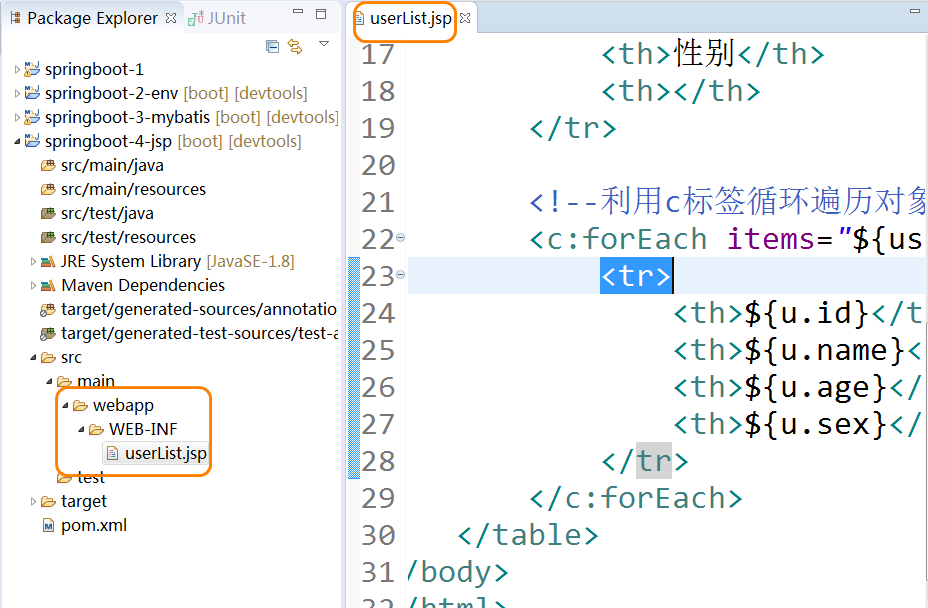 Package Explorer
JUnit
springboot-1
springboot-2-env [boot] [devtools]
springboot-3-mybatis [boot] [devtools]
springboot-4-jsp [boot] [devtools]
src/main/java
src/main/resources
src/test/java
src/test/resources
JRE System Library [JavaSE-1.8]
Maven Dependencies
target/generated-sources/annotatio
target/generated-test-sources/test-a
src
main
webapp
WEB-INF
userList.jsp
test
target
pom.xml
userList.jsp
17 <th>性别</th>
18 <th></th>
19 </tr>
20
21 <!--利用c标签循环遍历对象
22 <c:forEach items="${us
23 <tr>
24 <th>${u.id}</t
25 <th>${u.name}<
26 <th>${u.age}</
27 <th>${u.sex}</
28 </tr>
29 </c:forEach>
30 </table>
31 /body>
32 /html>